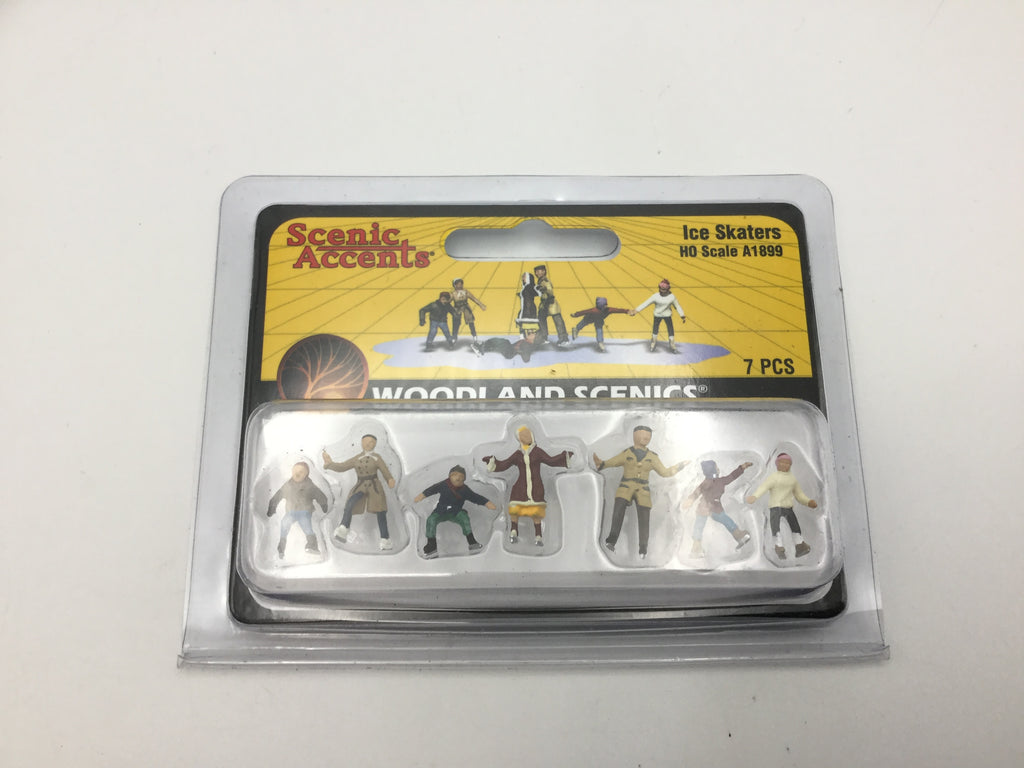 Scenic
Accents®
Ice Skaters
HO Scale A1899
7 PCS
WOODLAND SCENICS®